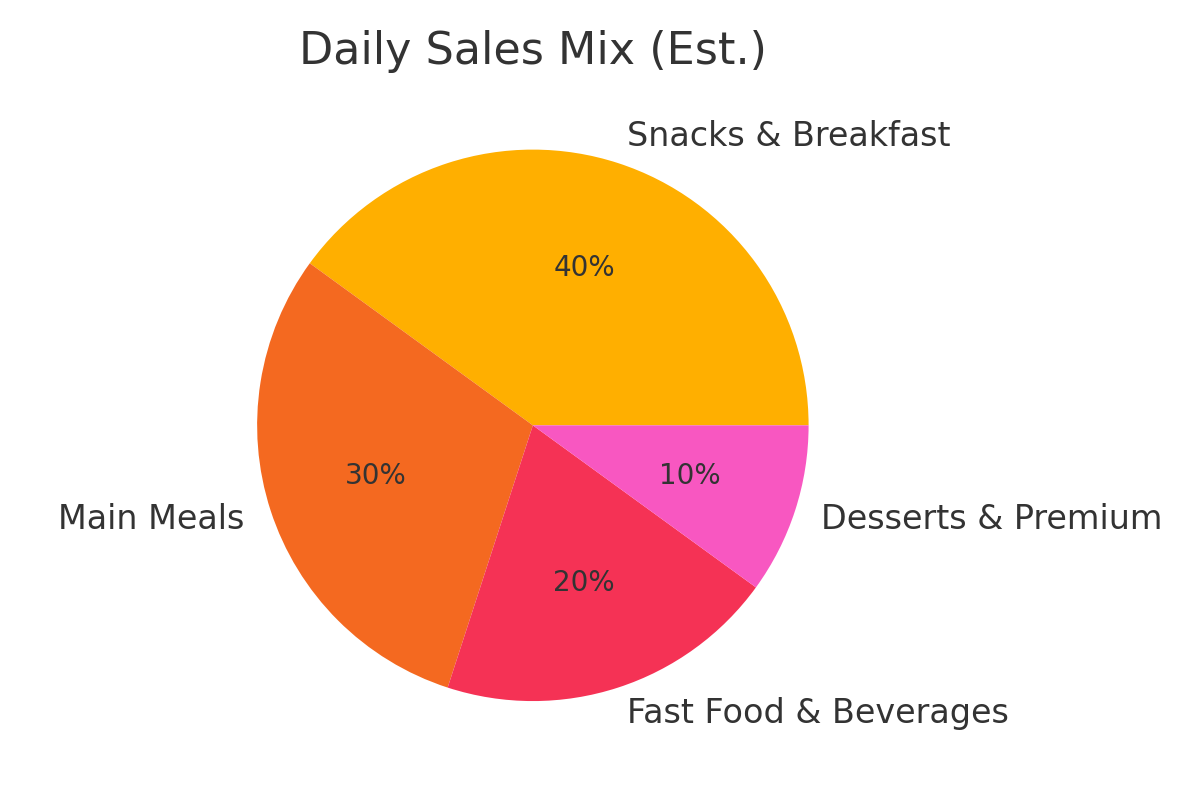 Daily Sales Mix (Est.)
Snacks & Breakfast
40%
30%
10%
Main Meals
Desserts & Premium
20%
Fast Food & Beverages